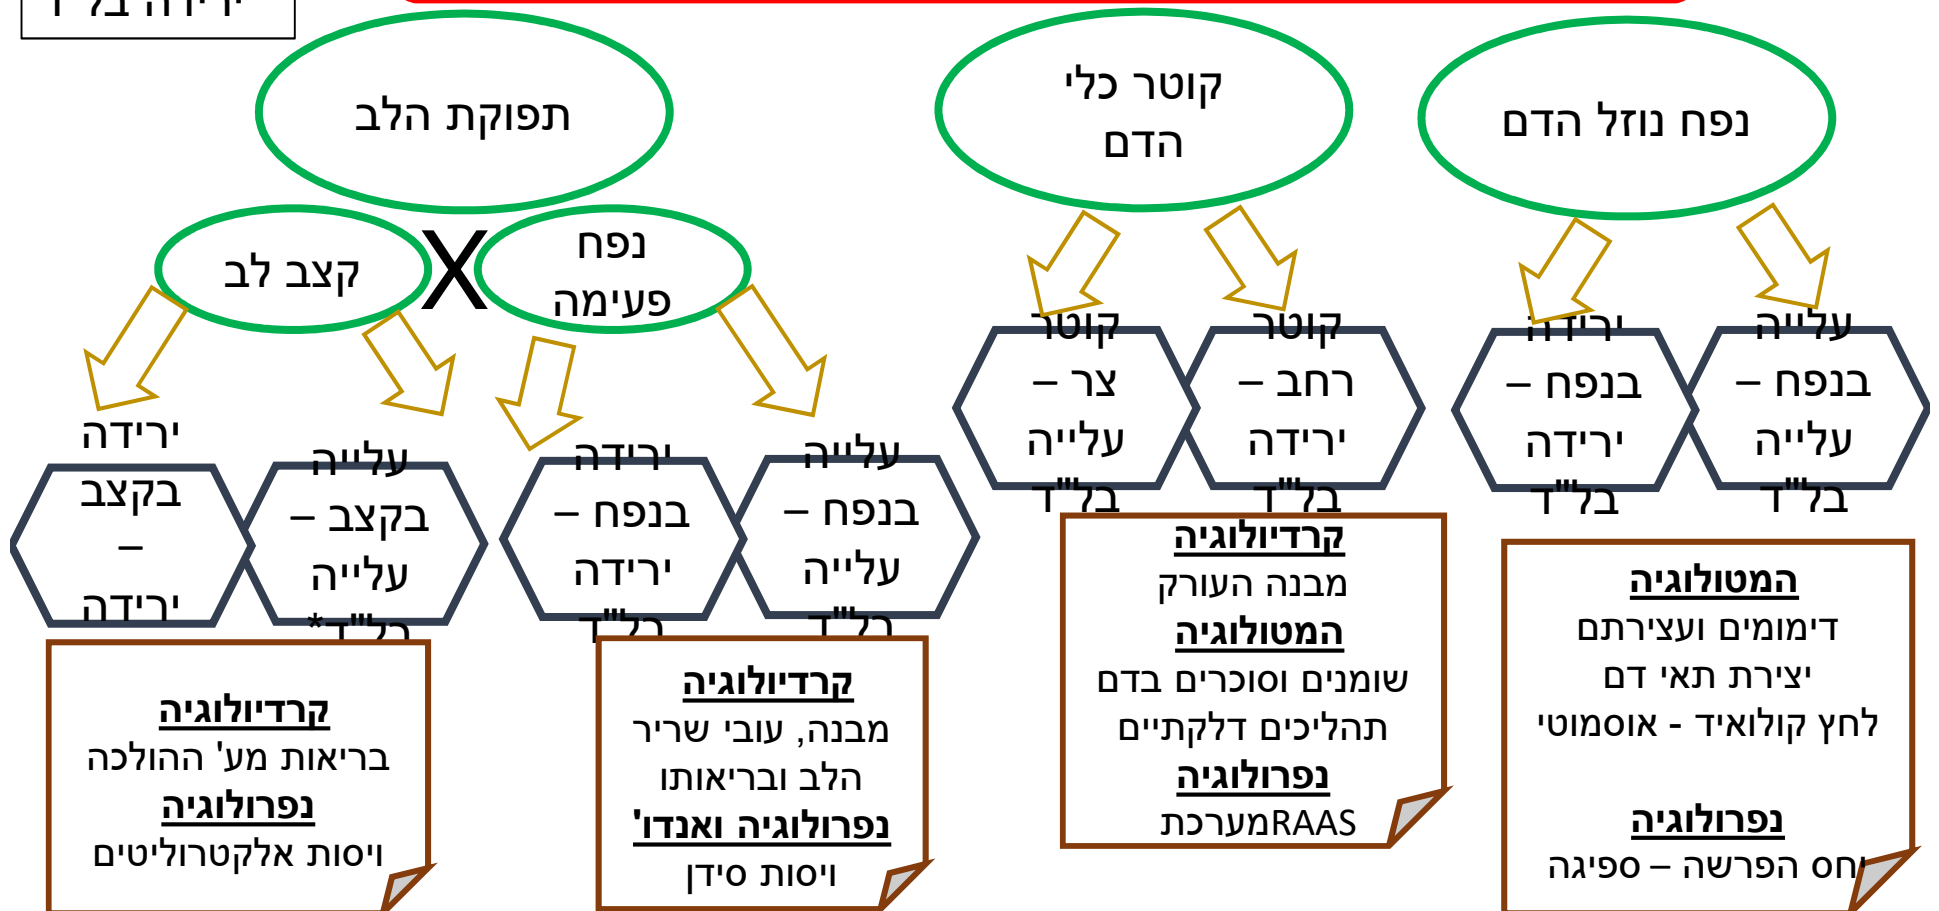 ירידה בל"ד
נפח נוזל הדם
קוטר כלי
הדם
תפוקת הלב
נפח
פעימה
X
קצב לב
עלייה
בנפח –
עלייה
בל"ד
ירידה
בנפח –
ירידה
בל"ד
קוטר
רחב –
ירידה
בל"ד
קוטר
צר –
עלייה
בל"ד
עלייה
בנפח –
עלייה
בל"ד
ירידה
בנפח –
ירידה
בל"ד
עלייה
בקצב –
עלייה
בל"ד*
ירידה
בקצב
–
ירידה
המטולוגיה
דימומים ועצירתם
יצירת תאי דם
לחץ קולואיד - אוסמוטי
נפרולוגיה
יחס הפרשה – ספיגה
קרדיולוגיה
מבנה העורק
המטולוגיה
שומנים וסוכרים בדם
תהליכים דלקתיים
נפרולוגיה
מערכתRAAS
קרדיולוגיה
מבנה, עובי שריר
הלב ובריאותו
נפרולוגיה ואנדו'
ויסות סידן
קרדיולוגיה
בריאות מע' ההולכה
נפרולוגיה
ויסות אלקטרוליטים